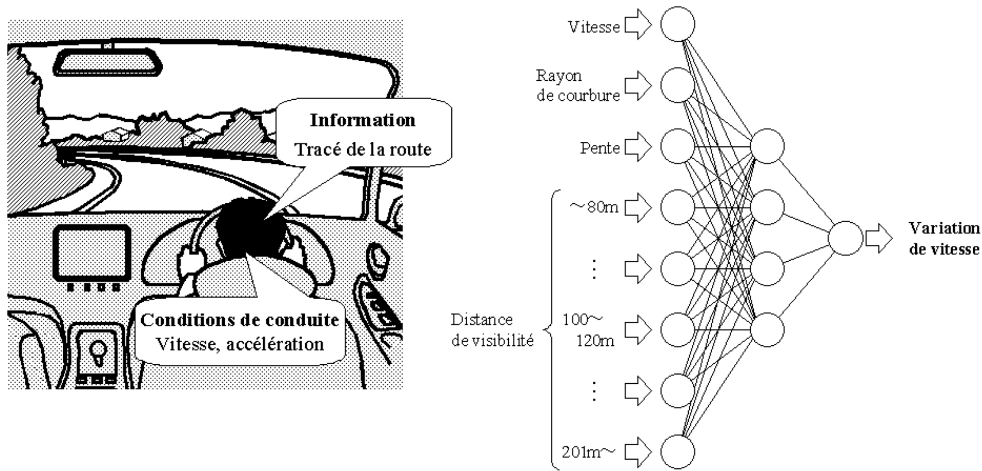 Information
Tracé de la route
Conditions de conduite
Vitesse, accélération
Vitesse
Rayon
de courbure
Pente
Distance
de visibilité
～80m
⋮
100～
120m
⋮
201m～
Variation
de vitesse